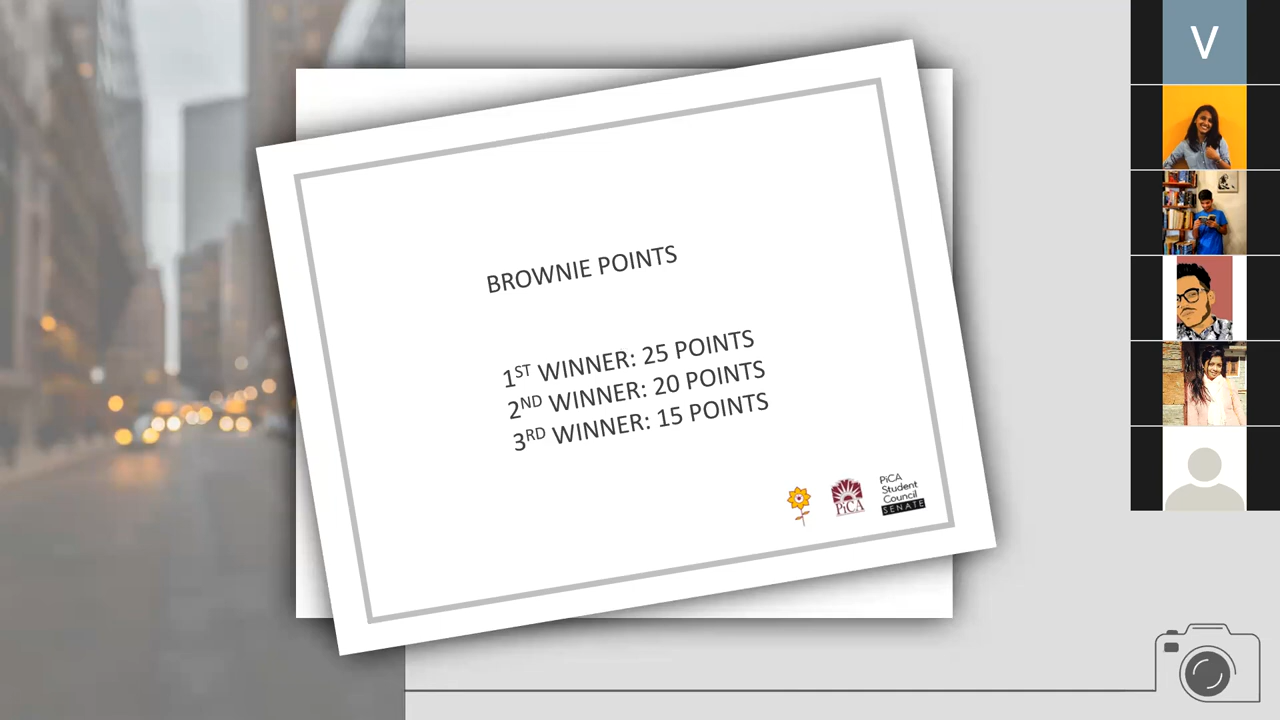 BROWNIE POINTS
1ST WINNER: 25 POINTS
2ND WINNER: 20 POINTS
3RD WINNER: 15 POINTS
PiCA
PiCA
Student
Council
SENATE
V